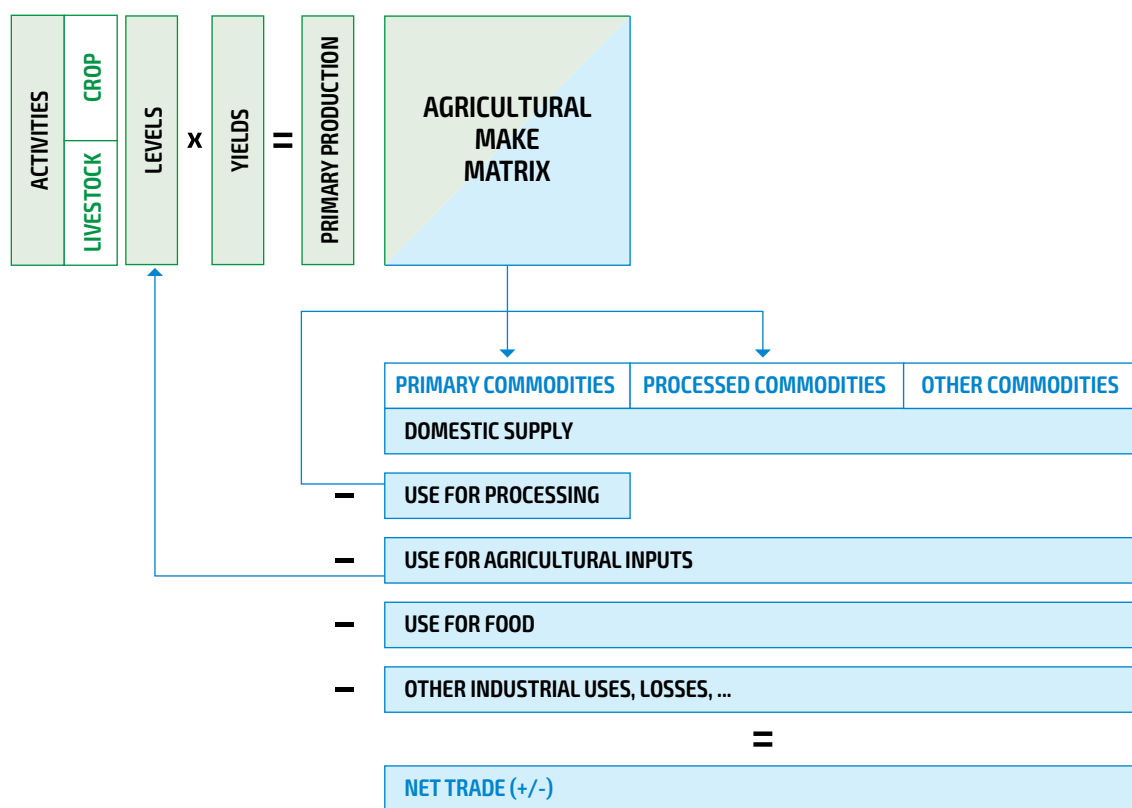 ACTIVITIES
CROP
LIVESTOCK
LEVELS
x
YIELDS
=
PRIMARY PRODUCTION
AGRICULTURAL
MAKE
MATRIX
PRIMARY COMMODITIES
PROCESSED COMMODITIES
OTHER COMMODITIES
DOMESTIC SUPPLY
– USE FOR PROCESSING
– USE FOR AGRICULTURAL INPUTS
– USE FOR FOOD
– OTHER INDUSTRIAL USES, LOSSES, ...
=
NET TRADE (+/-)